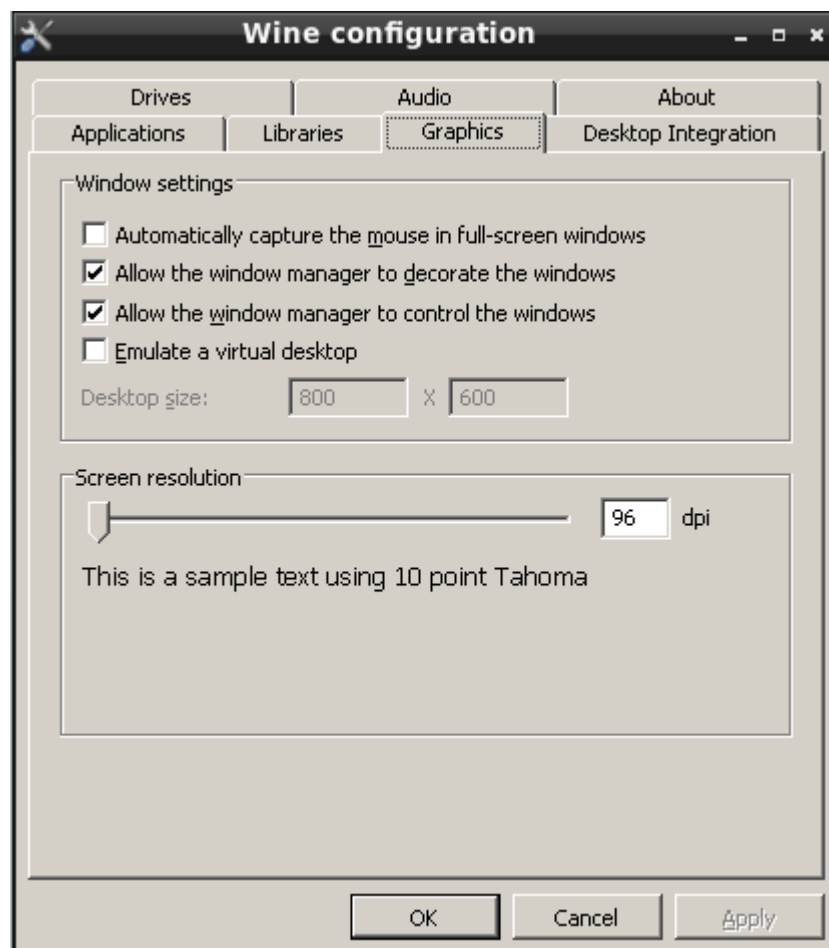 Wine configuration
Drives Audio About
Applications Libraries Graphics Desktop Integration
Window settings
Automatically capture the mouse in full-screen windows
Allow the window manager to decorate the windows
Allow the window manager to control the windows
Emulate a virtual desktop
Desktop size: 800 X 600
Screen resolution
96 dpi
This is a sample text using 10 point Tahoma
OK Cancel Apply